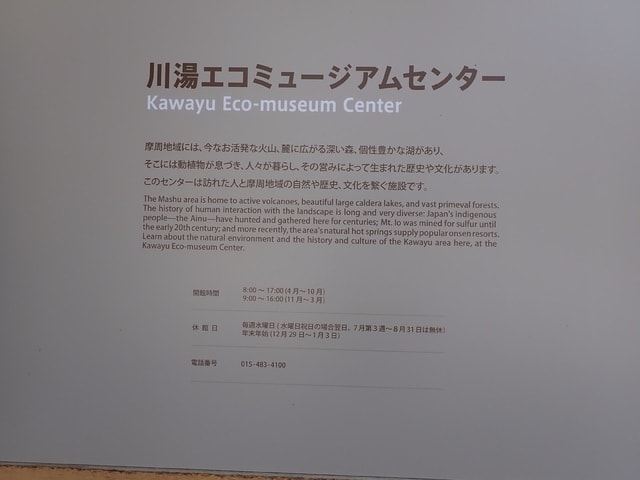 川湯エコミュージアムセンター
Kawayu Eco-museum Center
摩周地域には、今なお活発な火山、麓に広がる深い森、個性豊かな湖があり、
そこには動植物が息づき、人々が暮らし、その営みによって生まれた歴史や文化があります。
このセンターは訪れた人と摩周地域の自然や歴史、文化を繋ぐ施設です。
The Mashu area is home to active volcanoes, beautiful large caldera lakes, and vast primeval forests.
The history of human interaction with the landscape is long and very diverse: Japan's indigenous
people—the Ainu—have hunted and gathered here for centuries; Mt. Io was mined for sulfur until
the early 20th century; and more recently, the area's natural hot springs supply popular onsen resorts.
Learn about the natural environment and the history and culture of the Kawayu area here, at the
Kawayu Eco-museum Center.
開館時間 8:00 〜 17:00 (4月〜10月)
9:00 〜 16:00 (11月〜3月)
休館日 毎週水曜日 ( 水曜日祝日の場合翌日、7月第3週〜8月31日は無休)
年末年始 (12月29日〜1月3日)
電話番号 015-483-4100